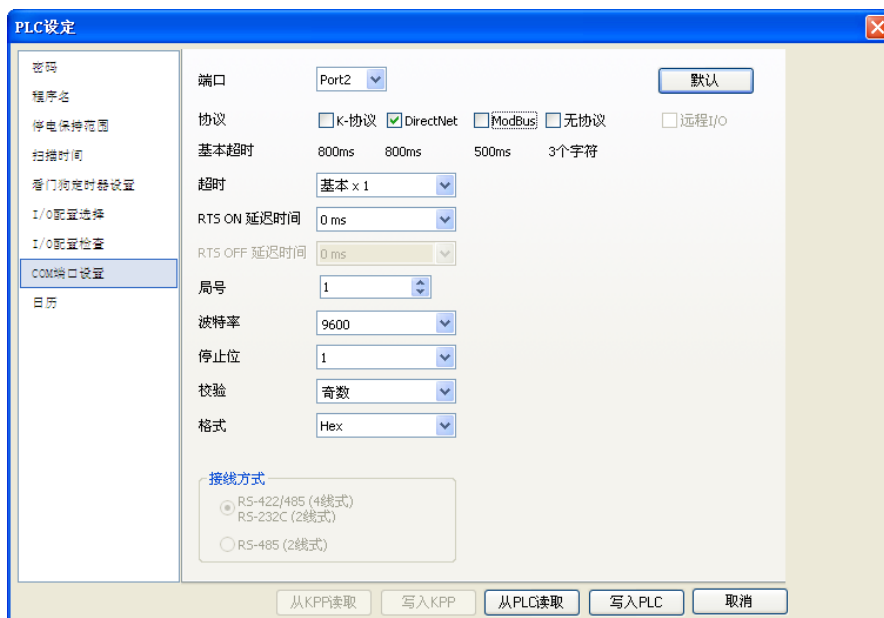 PLC设定
密码
程序名
停电保持范围
扫描时间
看门狗定时器设置
I/O配置选择
I/O配置检查
COM端口设置
日历
端口 Port2 默认
协议 K-协议 DirectNet ModBus 无协议 远程I/O
基本超时 800ms 800ms 500ms 3个字符
超时 基本 x 1
RTS ON 延迟时间 0 ms
RTS OFF 延迟时间 0 ms
局号 1
波特率 9600
停止位 1
校验 奇数
格式 Hex
接线方式
RS-422/485 (4线式)
RS-232C (2线式)
RS-485 (2线式)
从KPP读取 写入KPP 从PLC读取 写入PLC 取消